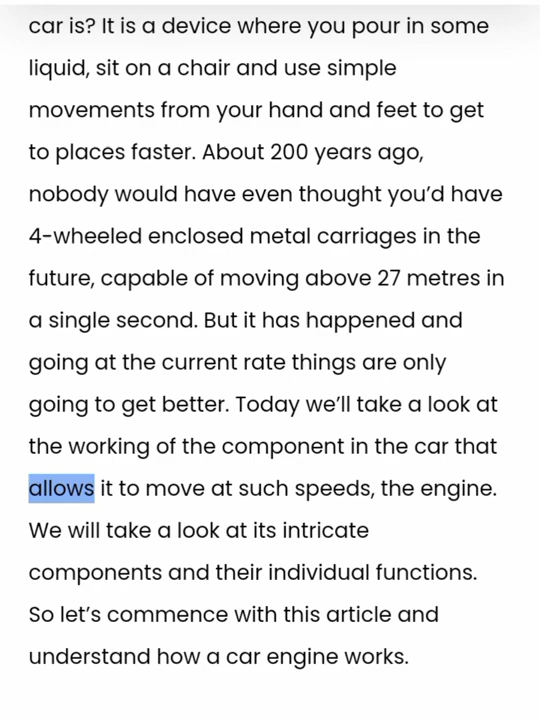 car is? It is a device where you pour in some
liquid, sit on a chair and use simple
movements from your hand and feet to get
to places faster. About 200 years ago,
nobody would have even thought you’d have
4-wheeled enclosed metal carriages in the
future, capable of moving above 27 metres in
a single second. But it has happened and
going at the current rate things are only
going to get better. Today we’ll take a look at
the working of the component in the car that
allows it to move at such speeds, the engine.
We will take a look at its intricate
components and their individual functions.
So let’s commence with this article and
understand how a car engine works.